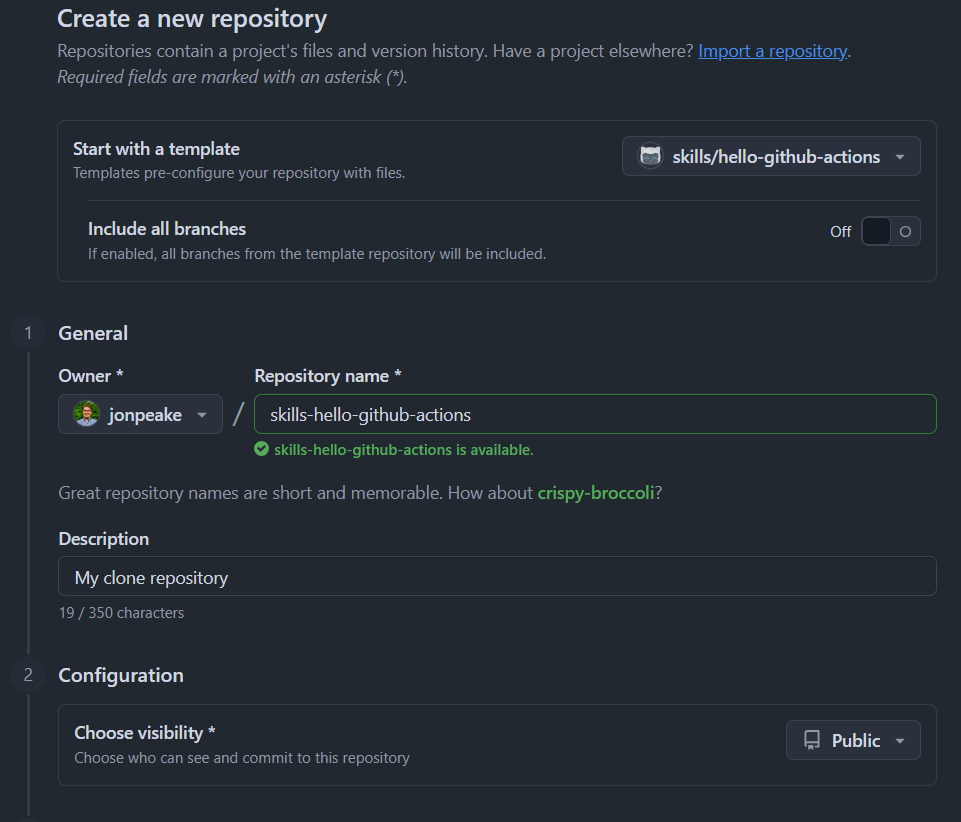 Create a new repository
Repositories contain a project's files and version history. Have a project elsewhere? Import a repository.
Required fields are marked with an asterisk (*).
Start with a template
Templates pre-configure your repository with files.
skills/hello-github-actions
Include all branches
If enabled, all branches from the template repository will be included.
Off
1
General
Owner *
Repository name *
jonpeake
/
skills-hello-github-actions
skills-hello-github-actions is available.
Great repository names are short and memorable. How about crispy-broccoli?
Description
My clone repository
19 / 350 characters
2
Configuration
Choose visibility *
Choose who can see and commit to this repository
Public